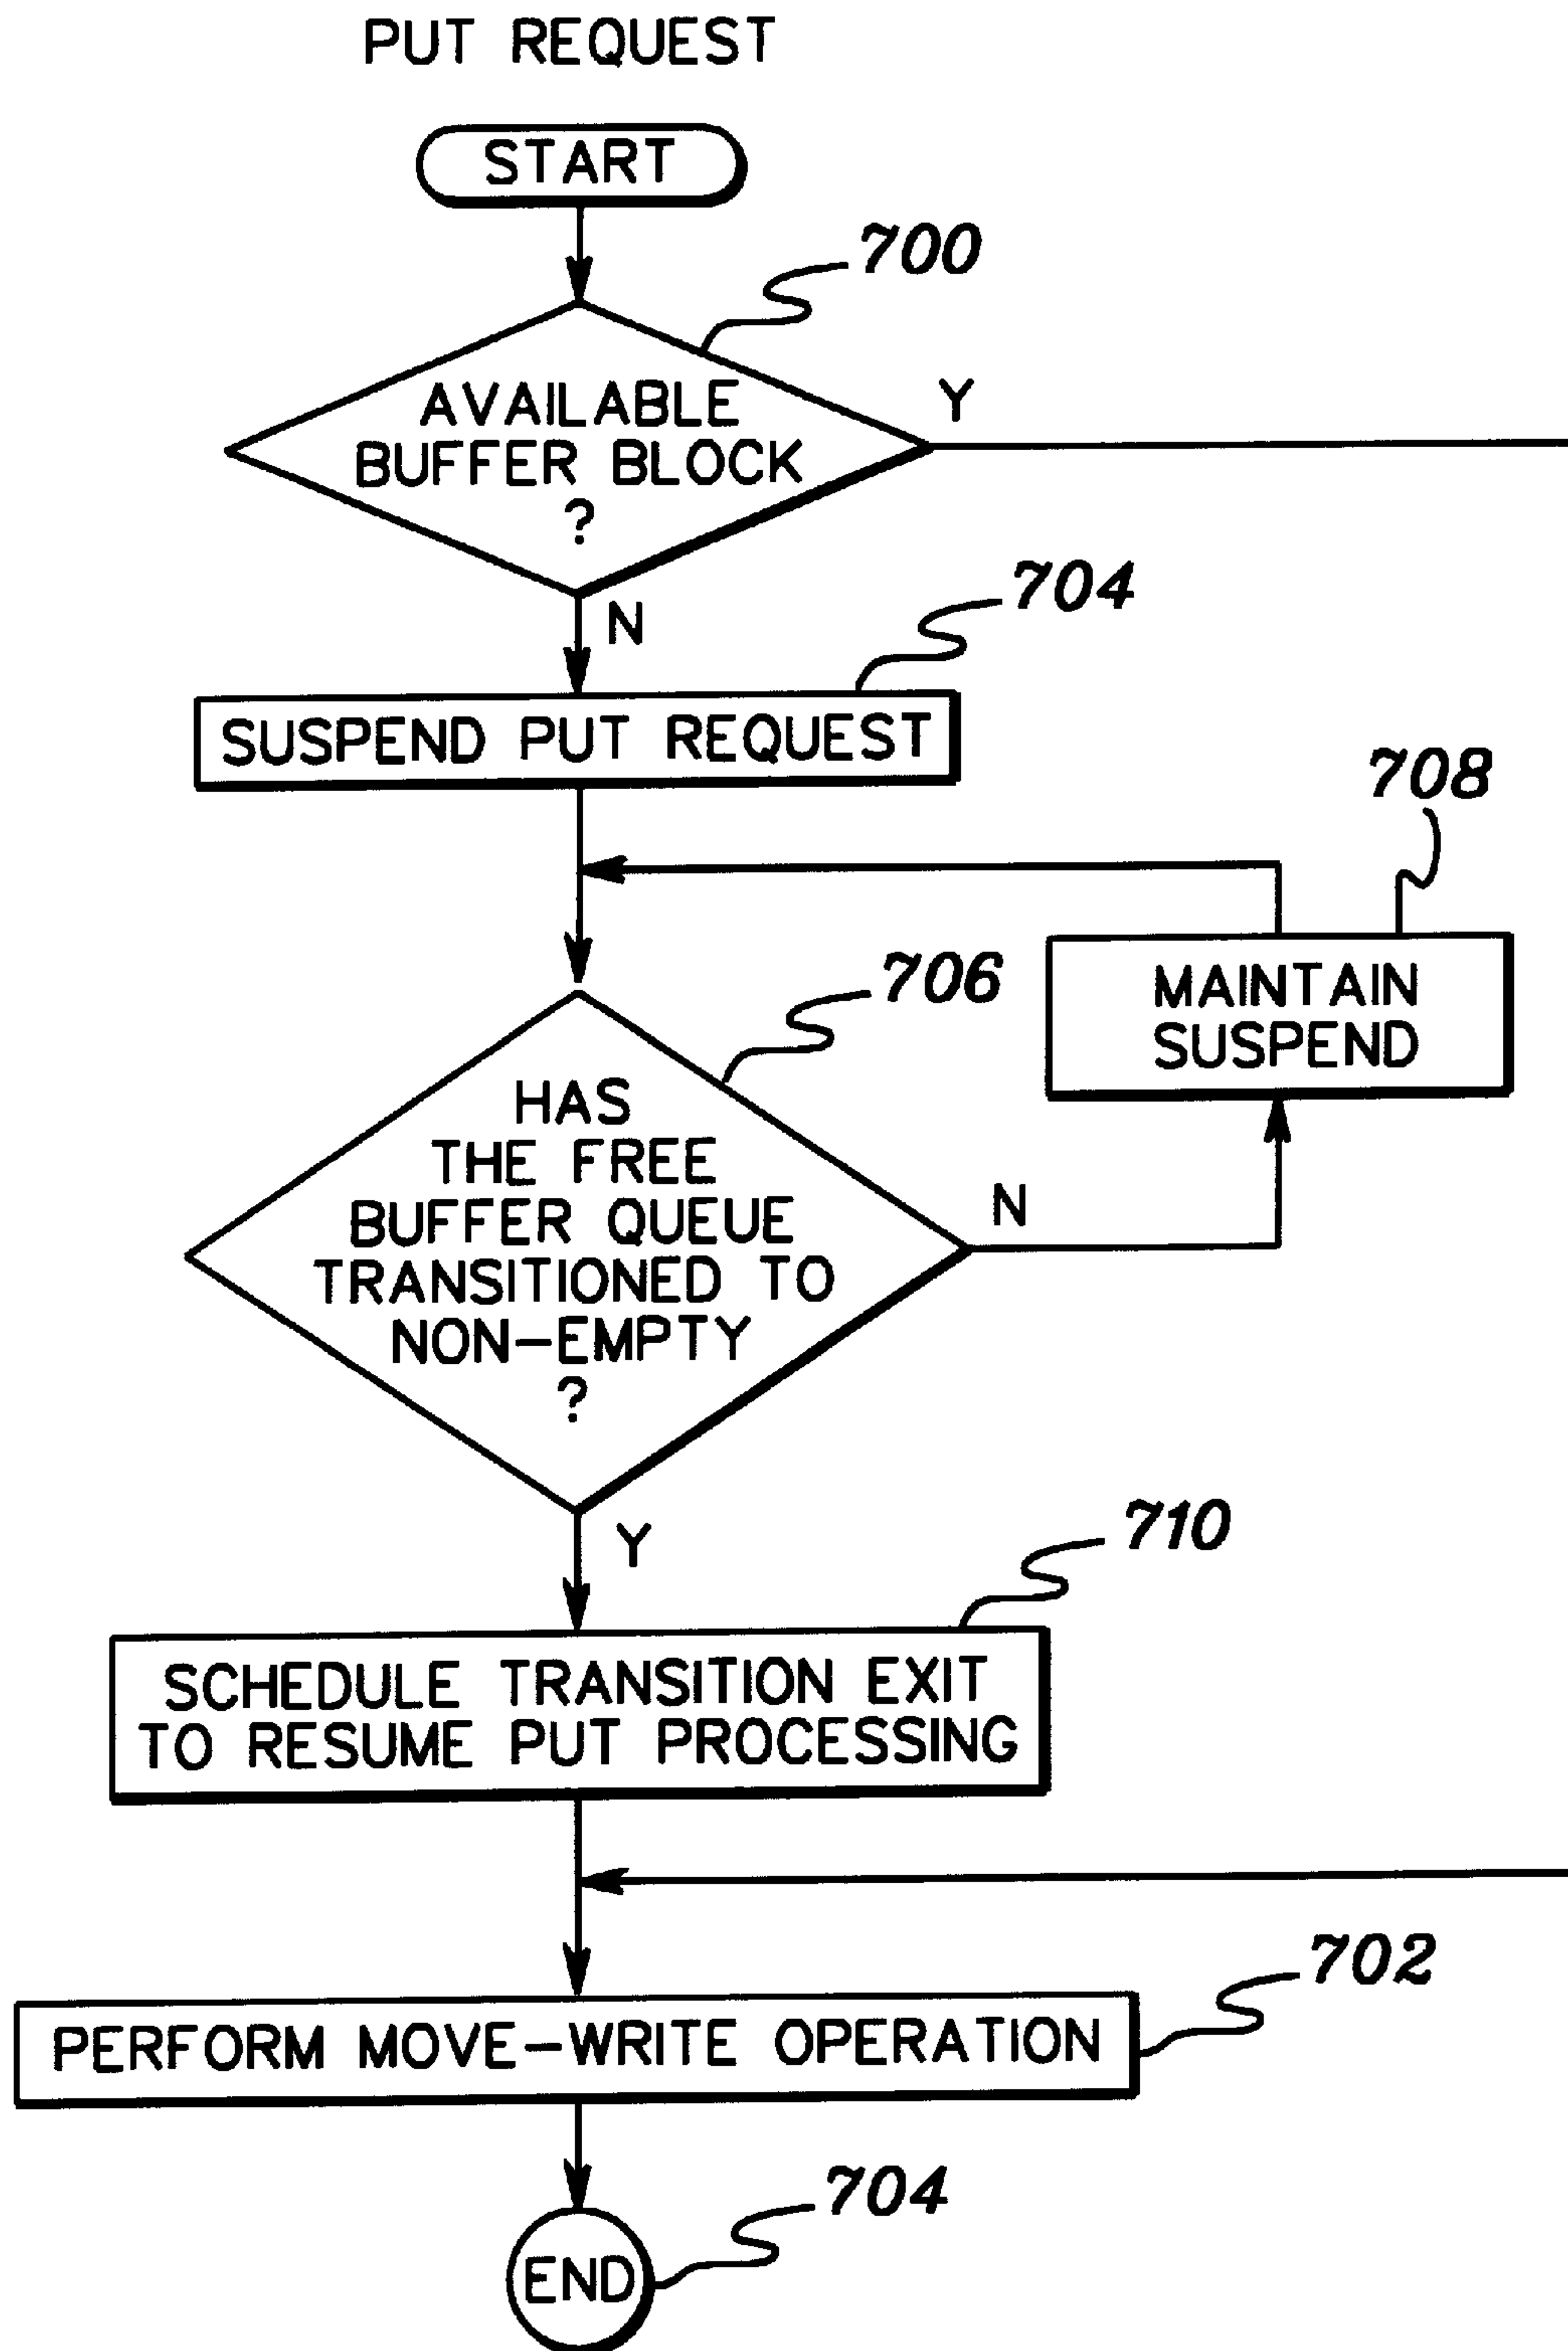 PUT REQUEST
START
700
AVAILABLE
BUFFER BLOCK
?
Y
N
704
SUSPEND PUT REQUEST
708
MAINTAIN
SUSPEND
706
HAS
THE FREE
BUFFER QUEUE
TRANSITIONED TO
NON-EMPTY
?
N
Y
710
SCHEDULE TRANSITION EXIT
TO RESUME PUT PROCESSING
702
PERFORM MOVE-WRITE OPERATION
704
END